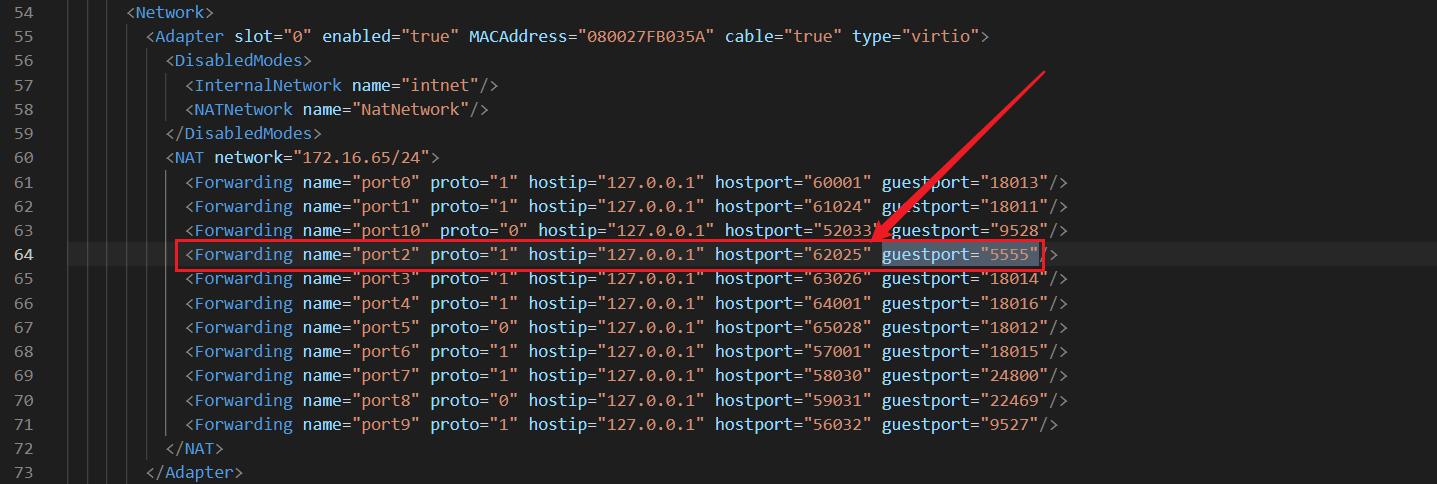 54 <Network>
55 <Adapter slot="0" enabled="true" MACAddress="080027FB035A" cable="true" type="virtio">
56 <DisabledModes>
57 <InternalNetwork name="intnet"/>
58 <NATNetwork name="NatNetwork"/>
59 </DisabledModes>
60 <NAT network="172.16.65/24">
61 <Forwarding name="port0" proto="1" hostip="127.0.0.1" hostport="60001" guestport="18013"/>
62 <Forwarding name="port1" proto="1" hostip="127.0.0.1" hostport="61024" guestport="18011"/>
63 <Forwarding name="port10" proto="0" hostip="127.0.0.1" hostport="52033" guestport="9528"/>
64 <Forwarding name="port2" proto="1" hostip="127.0.0.1" hostport="62025" guestport="5555"/>
65 <Forwarding name="port3" proto="1" hostip="127.0.0.1" hostport="63026" guestport="18014"/>
66 <Forwarding name="port4" proto="1" hostip="127.0.0.1" hostport="64001" guestport="18016"/>
67 <Forwarding name="port5" proto="0" hostip="127.0.0.1" hostport="65028" guestport="18012"/>
68 <Forwarding name="port6" proto="1" hostip="127.0.0.1" hostport="57001" guestport="18015"/>
69 <Forwarding name="port7" proto="1" hostip="127.0.0.1" hostport="58030" guestport="24800"/>
70 <Forwarding name="port8" proto="0" hostip="127.0.0.1" hostport="59031" guestport="22469"/>
71 <Forwarding name="port9" proto="1" hostip="127.0.0.1" hostport="56032" guestport="9527"/>
72 </NAT>
73 </Adapter>